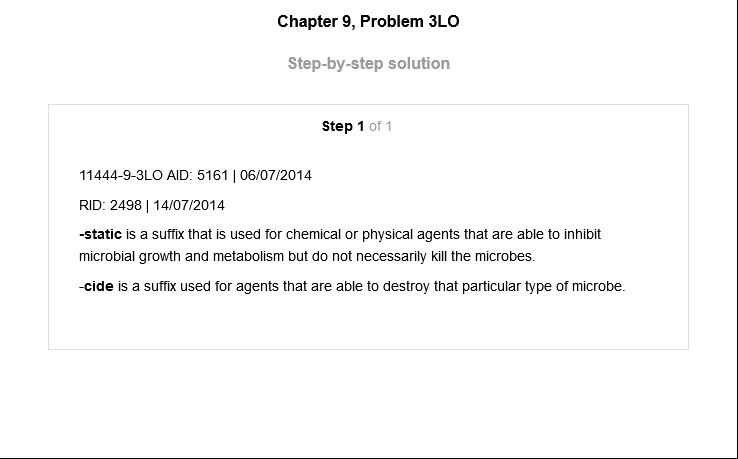 Chapter 9, Problem 3LO
Step-by-step solution
Step 1 of 1
11444-9-3LO AID: 5161 | 06/07/2014
RID: 2498 | 14/07/2014
-static is a suffix that is used for chemical or physical agents that are able to inhibit
microbial growth and metabolism but do not necessarily kill the microbes.
-cide is a suffix used for agents that are able to destroy that particular type of microbe.